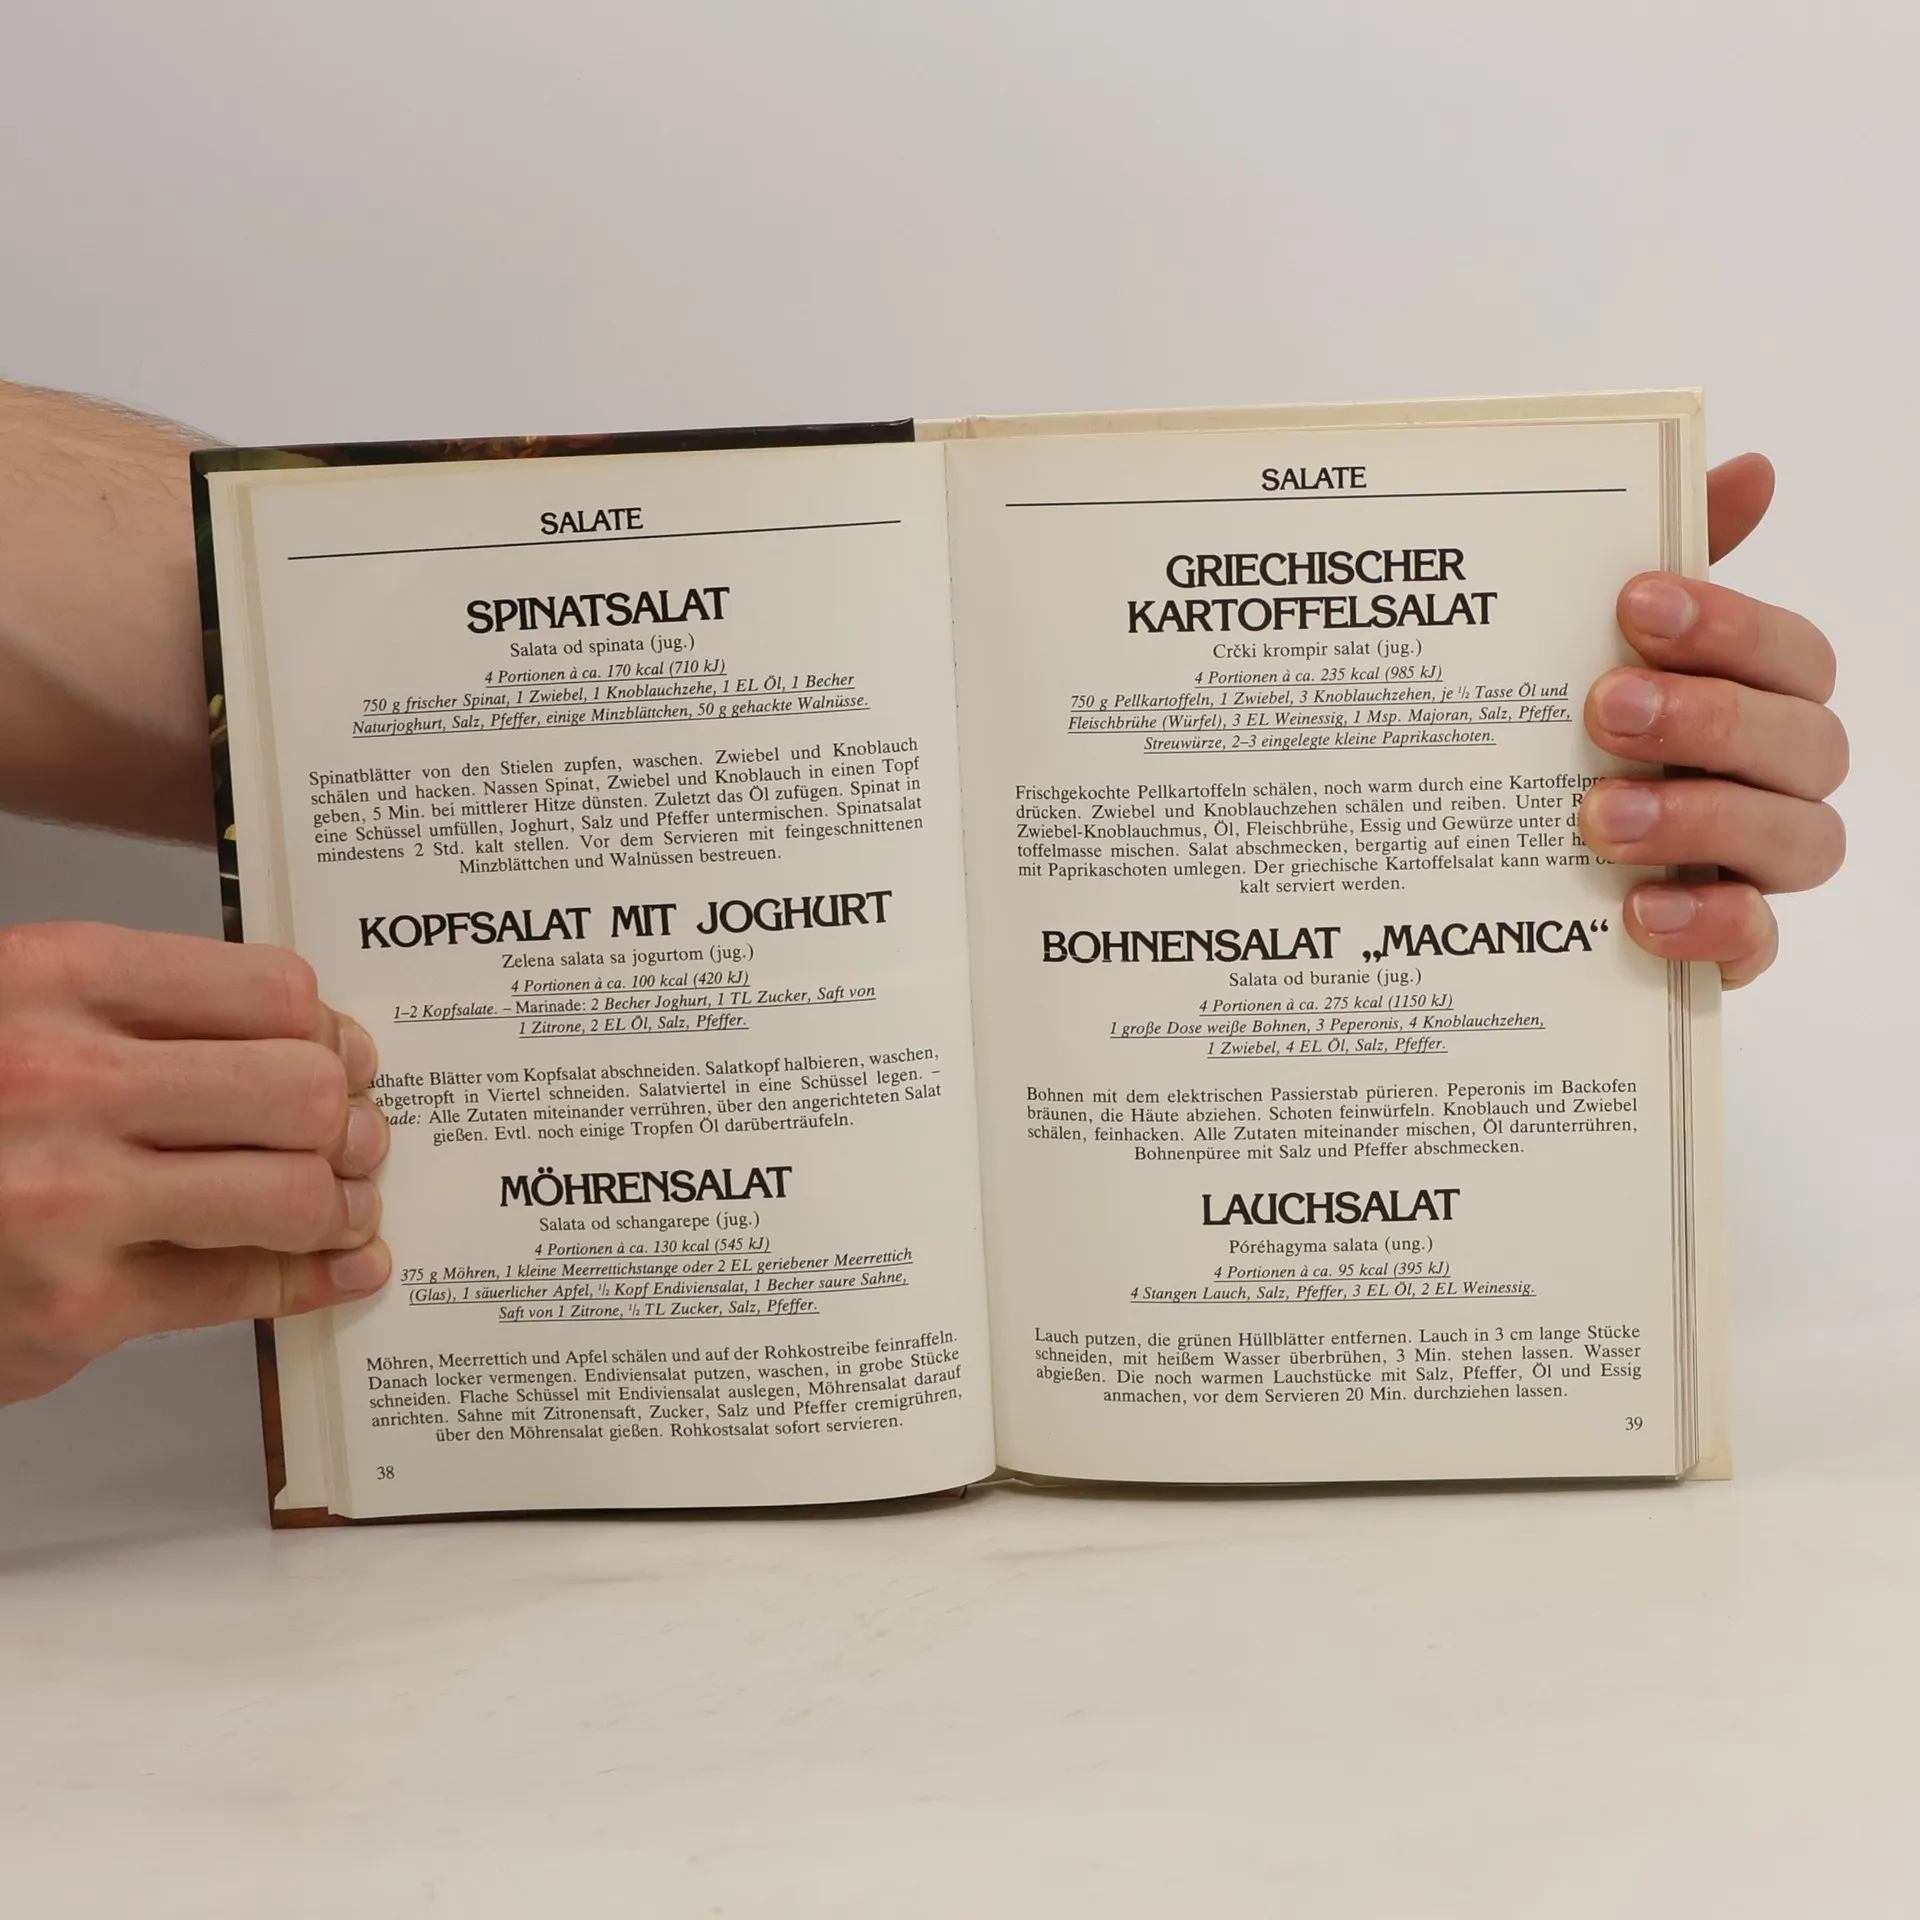 SALATE
SPINATSALAT
Salata od spinata (jug.)
4 Portionen à ca. 170 kcal (710 kJ)
750 g frischer Spinat, 1 Zwiebel, 1 Knoblauchzehe, 1 EL Öl, 1 Becher
Naturjoghurt, Salz, Pfeffer, einige Minzblättchen, 50 g gehackte Walnüsse.
Spinatblätter von den Stielen zupfen, waschen. Zwiebel und Knoblauch
schälen und hacken. Nassen Spinat, Zwiebel und Knoblauch in einen Topf
geben, 5 Min. bei mittlerer Hitze dünsten. Zuletzt das Öl zufügen. Spinat in
eine Schüssel umfüllen, Joghurt, Salz und Pfeffer untermischen. Spinatsalat
mindestens 2 Std. kalt stellen. Vor dem Servieren mit feingeschnittenen
Minzblättchen und Walnüssen bestreuen.
KOPFSALAT MIT JOGHURT
Zelena salata sa jogurtom (jug.)
4 Portionen à ca. 100 kcal (420 kJ)
1–2 Kopfsalate. – Marinade: 2 Becher Joghurt, 1 TL Zucker, Saft von
1 Zitrone, 2 EL Öl, Salz, Pfeffer.
Blätter vom Kopfsalat abschneiden. Salatkopf halbieren, waschen,
abgetropft in Viertel schneiden. Salatviertel in eine Schüssel legen. –
Alle Zutaten miteinander verrühren, über den angerichteten Salat
gießen. Evtl. noch einige Tropfen Öl darüberträufeln.
MÖHRENSALAT
Salata od schangarepe (jug.)
4 Portionen à ca. 130 kcal (545 kJ)
375 g Möhren, 1 kleine Meerrettichstange oder 2 EL geriebener Meerrettich
(Glas), 1 säuerlicher Apfel, 1/2 Kopf Endiviensalat, 1 Becher saure Sahne,
Saft von 1 Zitrone, 1/2 TL Zucker, Salz, Pfeffer.
Möhren, Meerrettich und Apfel schälen und auf der Rohkostreibe feinraffeln.
Danach locker vermengen. Endiviensalat putzen, waschen, in grobe Stücke
schneiden. Flache Schüssel mit Endiviensalat auslegen, Möhrensalat darauf
anrichten. Sahne mit Zitronensaft, Zucker, Salz und Pfeffer cremigrühren,
über den Möhrensalat gießen. Rohkostsalat sofort servieren.
38
SALATE
GRIECHISCHER
KARTOFFELSALAT
Crčki krompir salat (jug.)
4 Portionen à ca. 235 kcal (985 kJ)
750 g Pellkartoffeln, 1 Zwiebel, 3 Knoblauchzehen, je 1/2 Tasse Öl und
Fleischbrühe (Würfel), 3 EL Weinessig, 1 Msp. Majoran, Salz, Pfeffer,
Streuwürze, 2–3 eingelegte kleine Paprikaschoten.
Frischgekochte Pellkartoffeln schälen, noch warm durch eine
drücken. Zwiebel und Knoblauchzehen schälen und reiben. Unter
Zwiebel-Knoblauchmus, Öl, Fleischbrühe, Essig und Gewürze unter
toffelmasse mischen. Salat abschmecken, bergartig auf einen Teller
mit Paprikaschoten umlegen. Der griechische Kartoffelsalat kann warm
kalt serviert werden.
BOHNENSALAT „MACANICA“
Salata od buranie (jug.)
4 Portionen à ca. 275 kcal (1150 kJ)
1 große Dose weiße Bohnen, 3 Peperonis, 4 Knoblauchzehen,
1 Zwiebel, 4 EL Öl, Salz, Pfeffer.
Bohnen mit dem elektrischen Passierstab pürieren. Peperonis im Backofen
bräunen, die Häute abziehen. Schoten feinwürfeln. Knoblauch und Zwiebel
schälen, feinhacken. Alle Zutaten miteinander mischen, Öl darunterrühren,
Bohnenpüree mit Salz und Pfeffer abschmecken.
LAUCHSALAT
Póréhagyma salata (ung.)
4 Portionen à ca. 95 kcal (395 kJ)
4 Stangen Lauch, Salz, Pfeffer, 3 EL Öl, 2 EL Weinessig.
Lauch putzen, die grünen Hüllblätter entfernen. Lauch in 3 cm lange Stücke
schneiden, mit heißem Wasser überbrühen, 3 Min. stehen lassen. Wasser
abgießen. Die noch warmen Lauchstücke mit Salz, Pfeffer, Öl und Essig
anmachen, vor dem Servieren 20 Min. durchziehen lassen.
39